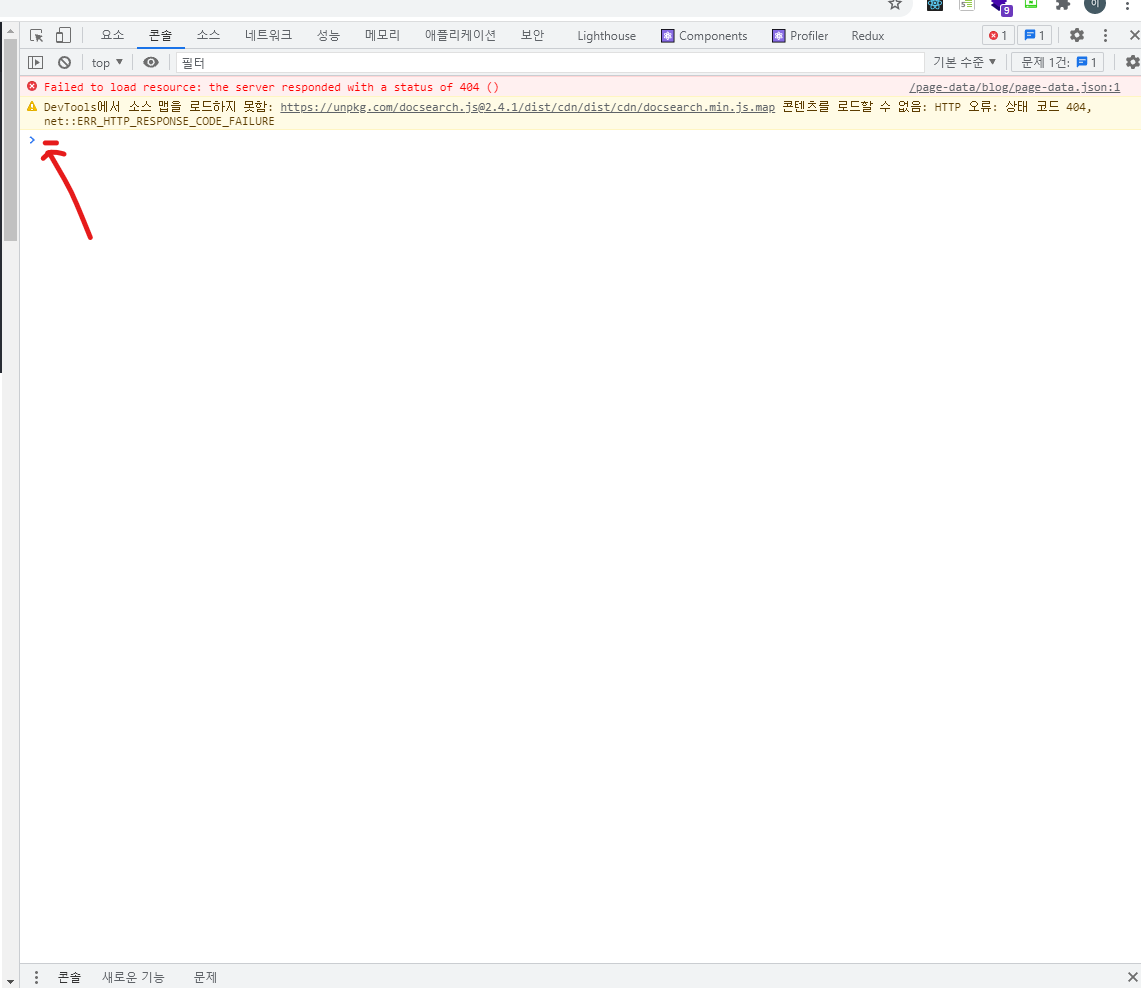 9
이
요소 콘솔 소스 네트워크 성능 메모리 애플리케이션 보안 Lighthouse Components Profiler Redux 1 1
top 필터 기본 수준 문제 1건: 1
Failed to load resource: the server responded with a status of 404 () /page-data/blog/page-data.json:1
DevTools에서 소스 맵을 로드하지 못함: https://unpkg.com/docsearch.js@2.4.1/dist/cdn/dist/cdn/docsearch.min.js.map 콘텐츠를 로드할 수 없음: HTTP 오류: 상태 코드 404,
net::ERR_HTTP_RESPONSE_CODE_FAILURE
콘솔 새로운 기능 문제